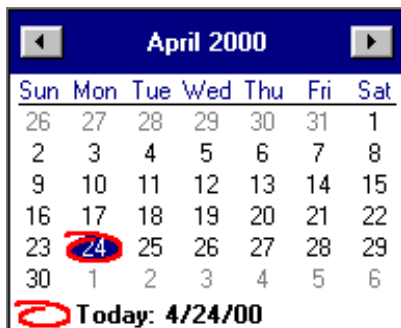 April 2000
Sun Mon Tue Wed Thu Fri Sat
26 27 28 29 30 31 1
2 3 4 5 6 7 8
9 10 11 12 13 14 15
16 17 18 19 20 21 22
23 24 25 26 27 28 29
30 1 2 3 4 5 6
Today: 4/24/00